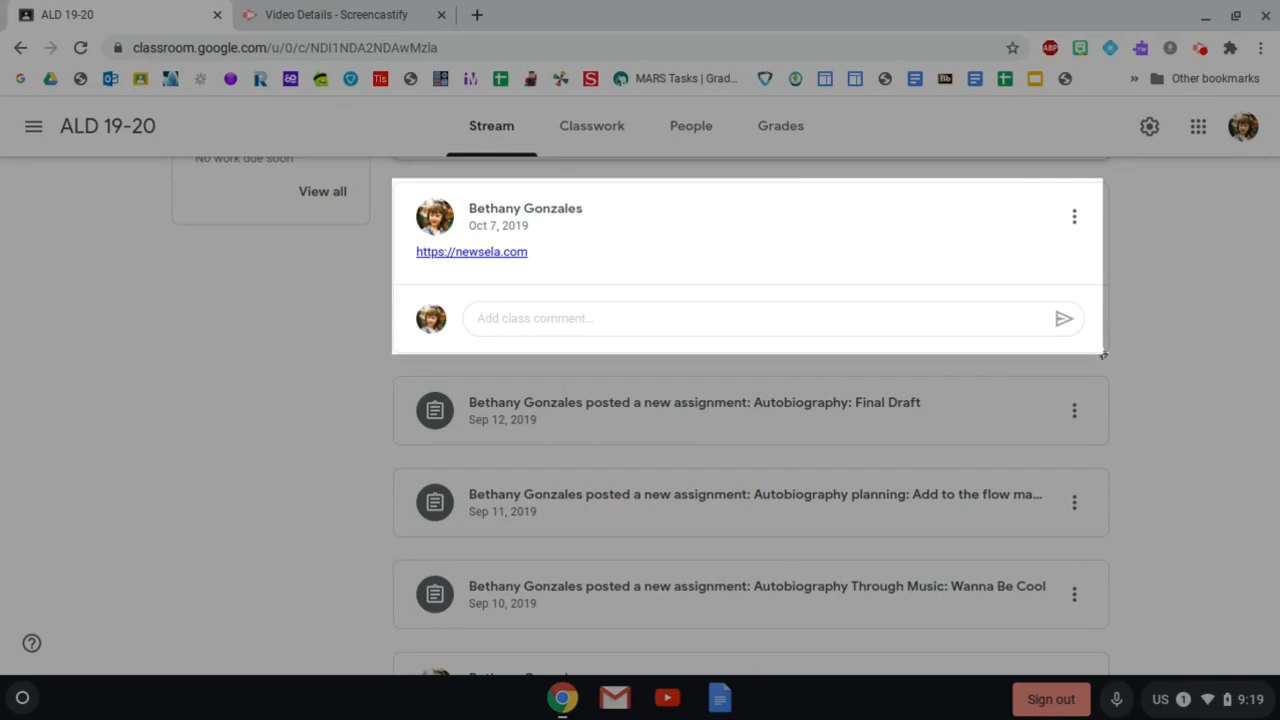 ALD 19-20
Video Details - Screencastify
classroom.google.com/u/0/c/NDI1NDA2NDAwMzla
ABP
G
Tls
S
MARS Tasks | Grad...
Bb
Other bookmarks
ALD 19-20
Stream
Classwork
People
Grades
No work due soon
View all
Bethany Gonzales
Oct 7, 2019
https://newsela.com
Add class comment...
Bethany Gonzales posted a new assignment: Autobiography: Final Draft
Sep 12, 2019
Bethany Gonzales posted a new assignment: Autobiography planning: Add to the flow ma...
Sep 11, 2019
Bethany Gonzales posted a new assignment: Autobiography Through Music: Wanna Be Cool
Sep 10, 2019
Sign out
US 1 9:19